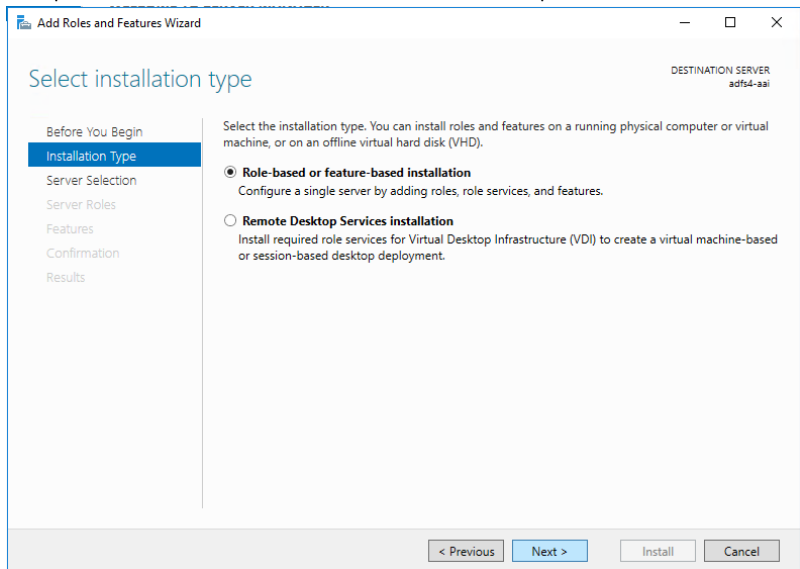 Add Roles and Features Wizard
Select installation type
DESTINATION SERVER
adfs4-aai
Before You Begin
Installation Type
Server Selection
Server Roles
Features
Confirmation
Results
Select the installation type. You can install roles and features on a running physical computer or virtual
machine, or on an offline virtual hard disk (VHD).
Role-based or feature-based installation
Configure a single server by adding roles, role services, and features.
Remote Desktop Services installation
Install required role services for Virtual Desktop Infrastructure (VDI) to create a virtual machine-based
or session-based desktop deployment.
< Previous
Next >
Install
Cancel